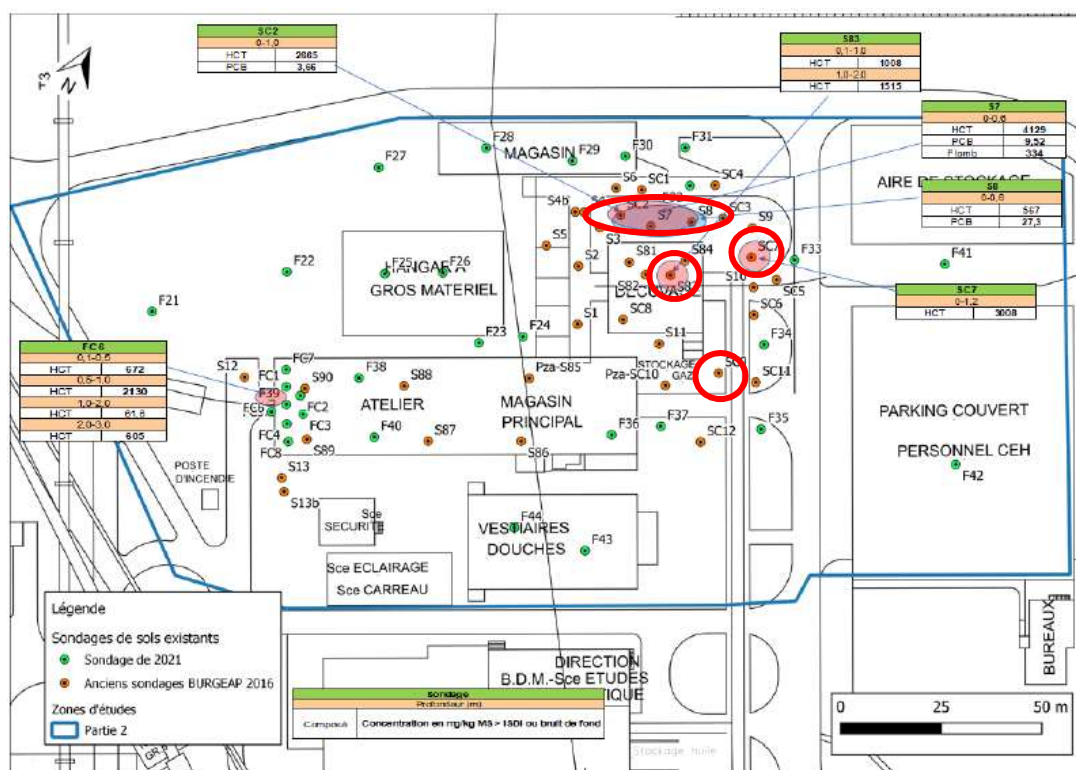 SC2
0-1,0
HCT 2665
PCB 3,66
S83
0,1-1,0
HCT 1008
1,0-2,0
HCT 1515
S7
0-0,6
HCT 4129
PCB 9,52
Plomb 334
S8
HCT 567
PCB 27,3
SC7
0-1,2
HCT 3008
FC6
0,1-0,5
HCT 672
0,5-1,0
HCT 2130
1,0-2,0
HCT 61,6
2,0-3,0
HCT 605
N
F28
MAGASIN
F29
F30
F31
F27
S6
SC1
SC4
AIRE DE STOCKAGE
S4b
SC2
S7
S8
SC3
S9
S3
S5
S2
S81
S84
SC7
F33
F41
F22
F25
F26
HANGAR A
GROS MATERIEL
S82
S10
SC5
F21
SC8
SC6
S1
F24
F23
S11
F34
FC7
S12
FC1
S90
F38
S88
Pza-S85
Pza-SC10
STOCKAGE
GAZ
SC9
SC11
F39
FC2
ATELIER
MAGASIN
PRINCIPAL
PARKING COUVERT
FC3
FC4
FC8
S89
F40
S87
S86
F36
F37
SC12
F35
PERSONNEL CEH
F42
POSTE
D'INCENDIE
S13
S13b
Sce
SECURITE
F44
VESTIAIRES
DOUCHES
F43
Sce ECLAIRAGE
Sce CARREAU
Légende
Sondages de sols existants
Sondage de 2021
Anciens sondages BURGEAP 2016
Zones d'études
Partie 2
DIRECTION
B.D.M.-Sce ETUDES
Sondage
Profondeur (m)
Composé Concentration en mg/kg MS > ISDI ou bruit de fond
Stockage huile
BUREAUX
0 25 50 m